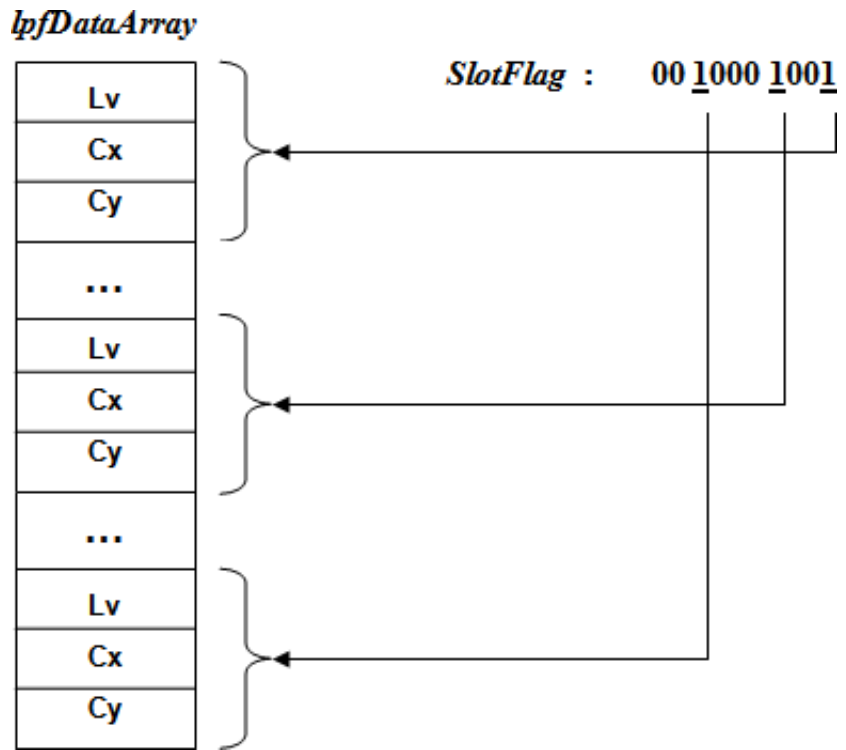 lpfDataArray
SlotFlag : 00 1000 1001
Lv
Cx
Cy
...
Lv
Cx
Cy
...
Lv
Cx
Cy